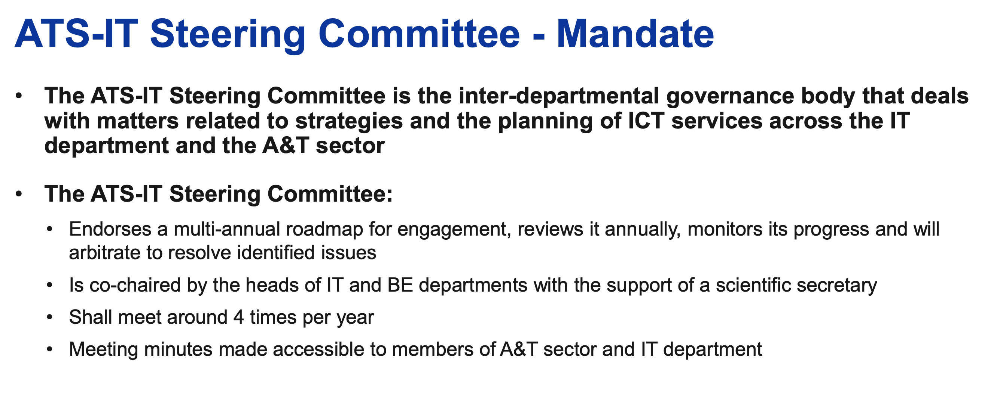 ATS-IT Steering Committee - Mandate
• The ATS-IT Steering Committee is the inter-departmental governance body that deals
with matters related to strategies and the planning of ICT services across the IT
department and the A&T sector
• The ATS-IT Steering Committee:
• Endorses a multi-annual roadmap for engagement, reviews it annually, monitors its progress and will
arbitrate to resolve identified issues
• Is co-chaired by the heads of IT and BE departments with the support of a scientific secretary
• Shall meet around 4 times per year
• Meeting minutes made accessible to members of A&T sector and IT department